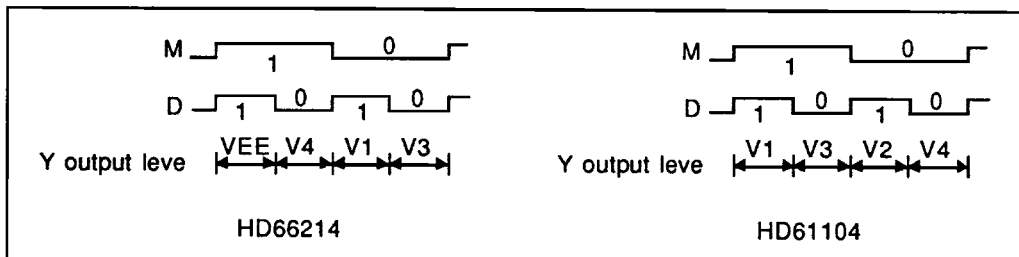 M 1 0
D 1 0 1 0
Y output leve VEE V4 V1 V3
HD66214
M 1 0
D 1 0 1 0
Y output leve V1 V3 V2 V4
HD61104